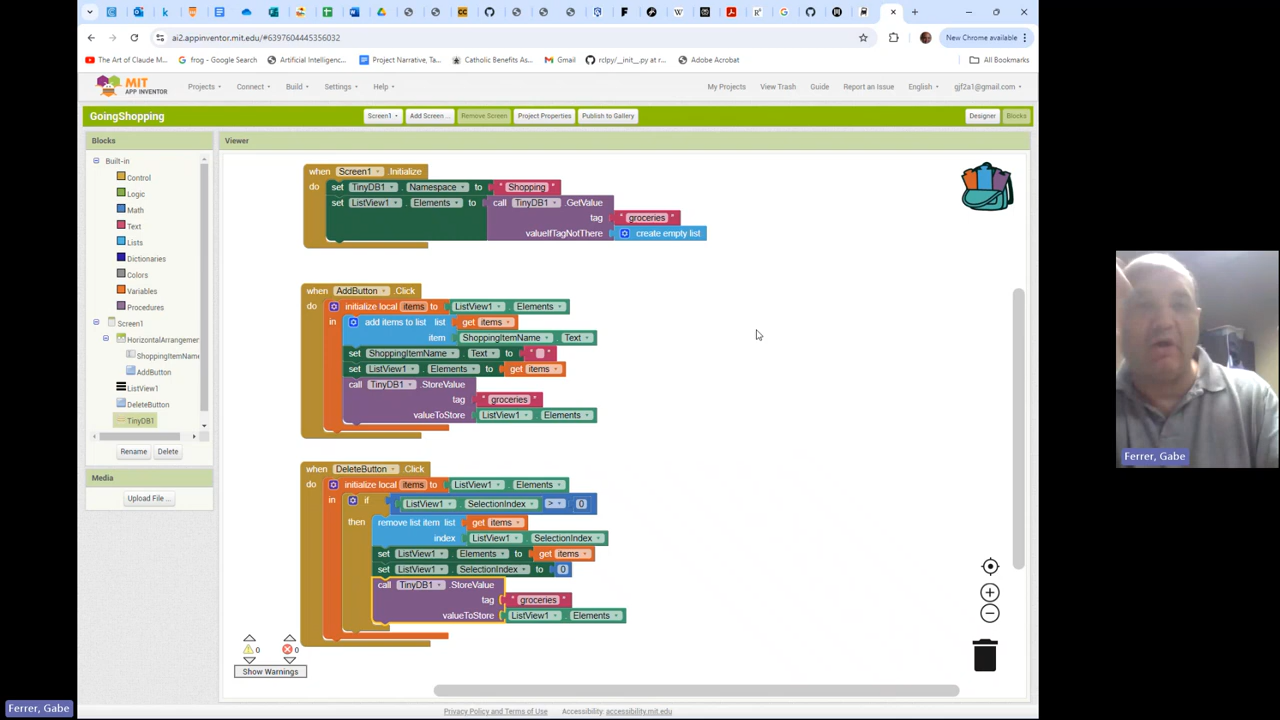 ai2.appinventor.mit.edu/#6397604445356032
New Chrome available
The Art of Claude M...
frog - Google Search
Artificial Intelligenc...
Project Narrative, Ta...
Catholic Benefits As...
Gmail
rclpy/__init__.py at r...
Adobe Acrobat
All Bookmarks
MIT
APP INVENTOR
Projects
Connect
Build
Settings
Help
My Projects
View Trash
Guide
Report an Issue
English
gjf2a1@gmail.com
GoingShopping
Screen1
Add Screen...
Remove Screen
Project Properties
Publish to Gallery
Designer
Blocks
Blocks
Built-in
Control
Logic
Math
Text
Lists
Dictionaries
Colors
Variables
Procedures
Screen1
HorizontalArrangeme
ShoppingItemName
AddButton
ListView1
DeleteButton
TinyDB1
Rename
Delete
Media
Upload File ...
Viewer
when Screen1 .Initialize
do set TinyDB1 . Namespace to " Shopping "
set ListView1 . Elements to call TinyDB1 .GetValue
tag " groceries "
valueIfTagNotThere create empty list
when AddButton .Click
do initialize local items to ListView1 . Elements
in add items to list list get items
item ShoppingItemName . Text
set ShoppingItemName . Text to " "
set ListView1 . Elements to get items
call TinyDB1 .StoreValue
tag " groceries "
valueToStore ListView1 . Elements
when DeleteButton .Click
do initialize local items to ListView1 . Elements
in if ListView1 . SelectionIndex > 0
then remove list item list get items
index ListView1 . SelectionIndex
set ListView1 . Elements to get items
set ListView1 . SelectionIndex to 0
call TinyDB1 .StoreValue
tag " groceries "
valueToStore ListView1 . Elements
0 0
Show Warnings
Privacy Policy and Terms of Use
Accessibility: accessibility.mit.edu
Ferrer, Gabe
Ferrer, Gabe